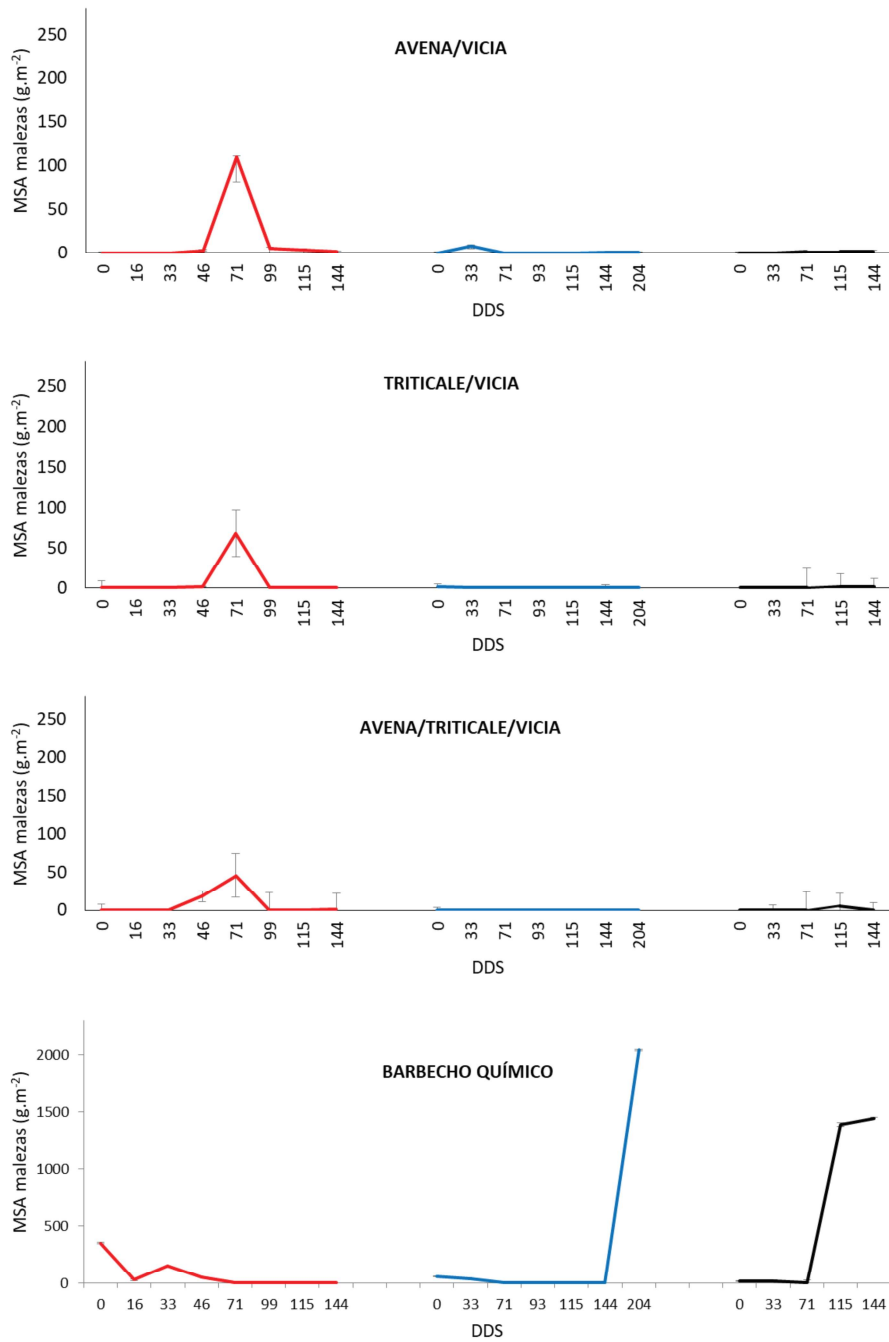 AVENA/VICIA
MSA malezas (g.m-2)
250
200
150
100
50
0
0 16 33 46 71 99 115 144 0 33 71 93 115 144 204 0 33 71 115 144
DDS
TRITICALE/VICIA
MSA malezas (g.m-2)
250
200
150
100
50
0
0 16 33 46 71 99 115 144 0 33 71 93 115 144 204 0 33 71 115 144
DDS
AVENA/TRITICALE/VICIA
MSA malezas (g.m-2)
250
200
150
100
50
0
0 16 33 46 71 99 115 144 0 33 71 93 115 144 204 0 33 71 115 144
DDS
BARBECHO QUÍMICO
MSA malezas (g.m-2)
2000
1500
1000
500
0
0 16 33 46 71 99 115 144 0 33 71 93 115 144 204 0 33 71 115 144
DDS